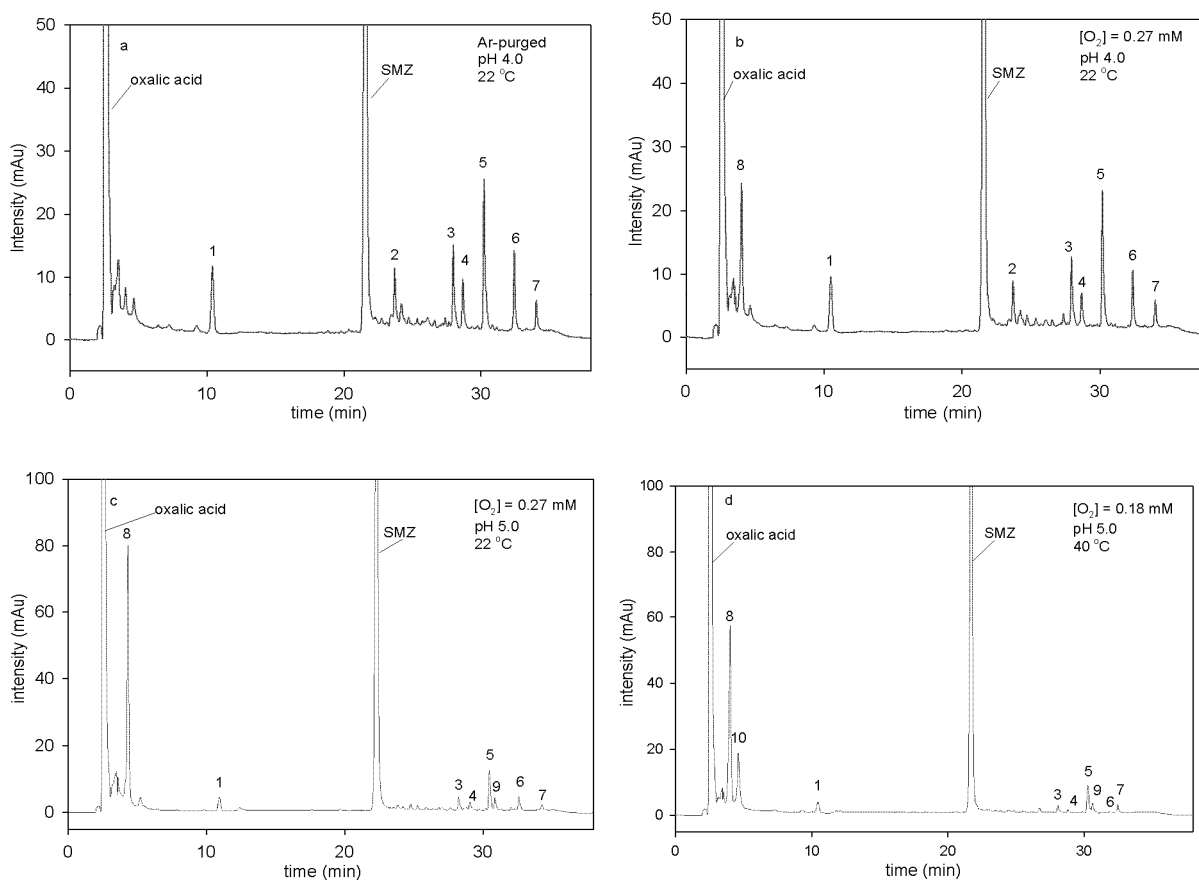 a
Ar-purged
pH 4.0
22 °C
oxalic acid
SMZ
1
2
3
4
5
6
7
50
40
30
20
10
0
Intensity (mAu)
0 10 20 30
time (min)
b
[O₂] = 0.27 mM
pH 4.0
22 °C
oxalic acid
SMZ
8
1
2
3
4
5
6
7
50
40
30
20
10
0
Intensity (mAu)
0 10 20 30
time (min)
c
[O₂] = 0.27 mM
pH 5.0
22 °C
oxalic acid
SMZ
8
1
3
4
5
9
6
7
100
80
60
40
20
0
intensity (mAu)
0 10 20 30
time (min)
d
[O₂] = 0.18 mM
pH 5.0
40 °C
oxalic acid
SMZ
8
10
1
3
4
5
9
6
7
100
80
60
40
20
0
intensity (mAu)
0 10 20 30
time (min)